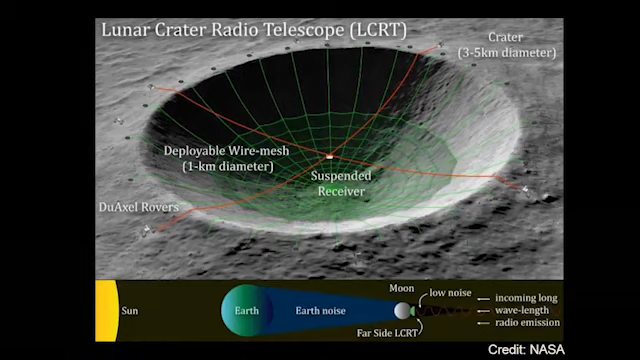 Lunar Crater Radio Telescope (LCRT)
Crater
(3-5km diameter)
Deployable Wire-mesh
(1-km diameter)
Suspended
Receiver
DuAxel Rovers
Sun
Earth
Earth noise
Moon
low noise
Far Side LCRT
incoming long
wave-length
radio emission
Credit: NASA